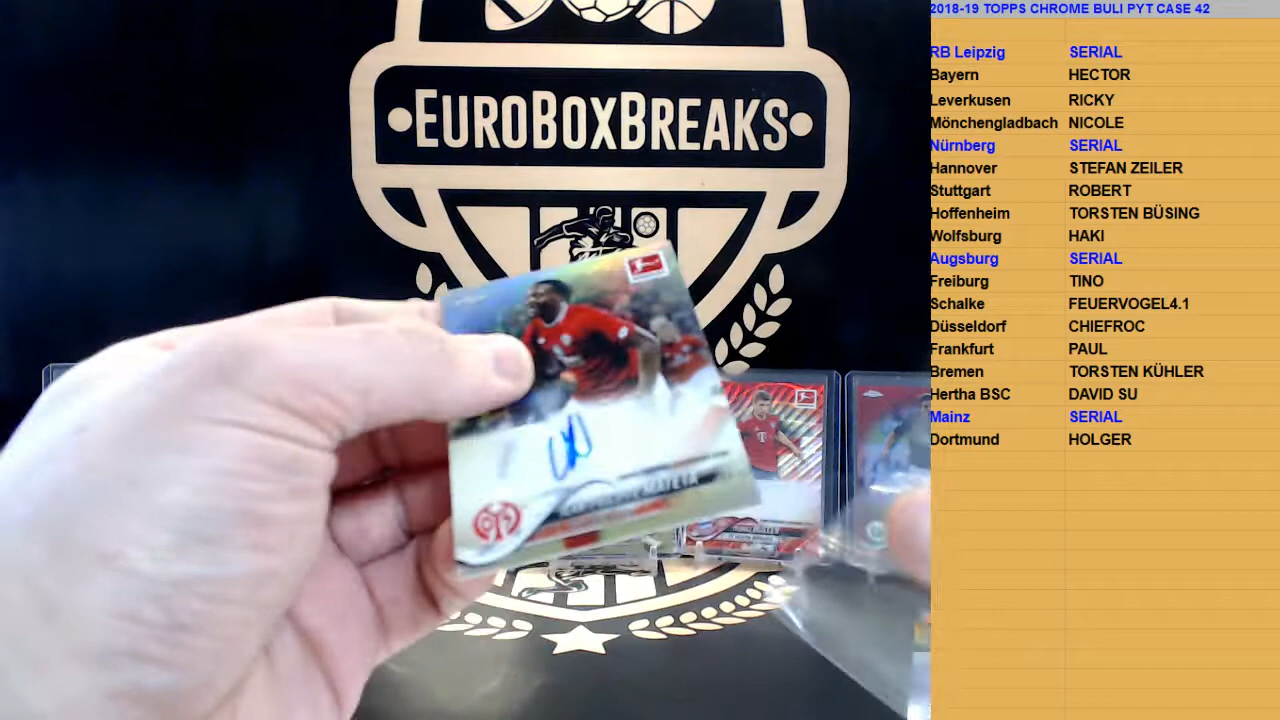 2018-19 TOPPS CHROME BULI PYT CASE 42
RB Leipzig SERIAL
Bayern HECTOR
Leverkusen RICKY
Mönchengladbach NICOLE
Nürnberg SERIAL
Hannover STEFAN ZEILER
Stuttgart ROBERT
Hoffenheim TORSTEN BÜSING
Wolfsburg HAKI
Augsburg SERIAL
Freiburg TINO
Schalke FEUERVOGEL4.1
Düsseldorf CHIEFROC
Frankfurt PAUL
Bremen TORSTEN KÜHLER
Hertha BSC DAVID SU
Mainz SERIAL
Dortmund HOLGER
•EUROBOXBREAKS•
MATETA